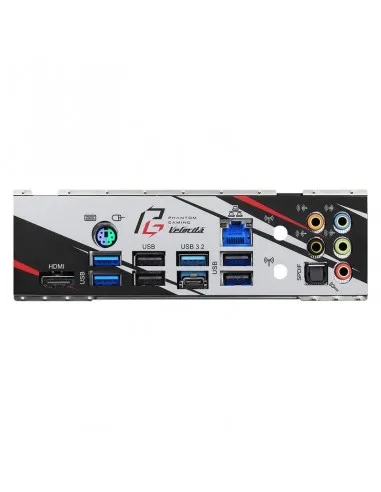 PHANTOM
GAMING
Velocita
USB
USB 3.2
HDMI
USB
USB
SPDIF